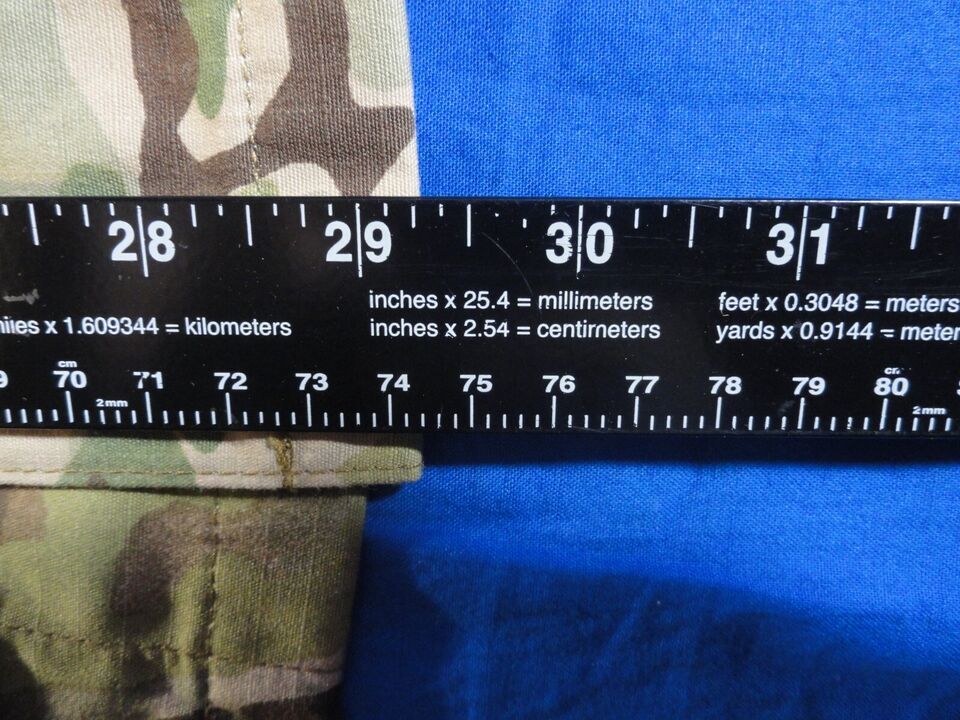 28 29 30 31
inches x 25.4 = millimeters feet x 0.3048 = meters
x 1.609344 = kilometers inches x 2.54 = centimeters yards x 0.9144 = meter
cm cm
70 71 72 73 74 75 76 77 78 79 80
2mm 2mm